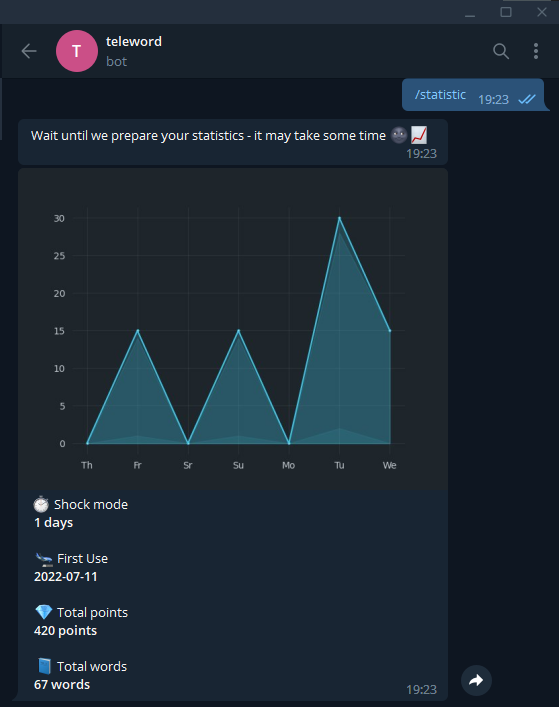 T
teleword
bot
/statistic 19:23
Wait until we prepare your statistics - it may take some time
19:23
30
25
20
15
10
5
0
Th Fr Sr Su Mo Tu We
Shock mode
1 days
First Use
2022-07-11
Total points
420 points
Total words
67 words
19:23